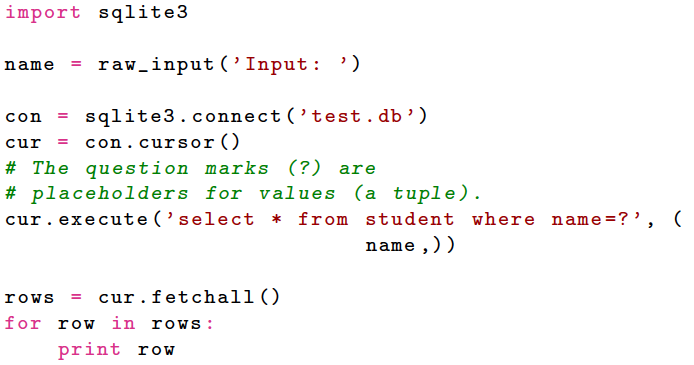 import sqlite3
name = raw_input('Input: ')
con = sqlite3.connect('test.db')
cur = con.cursor()
# The question marks (?) are
# placeholders for values (a tuple).
cur.execute('select * from student where name=?', (
                           name,))
rows = cur.fetchall()
for row in rows:
    print row